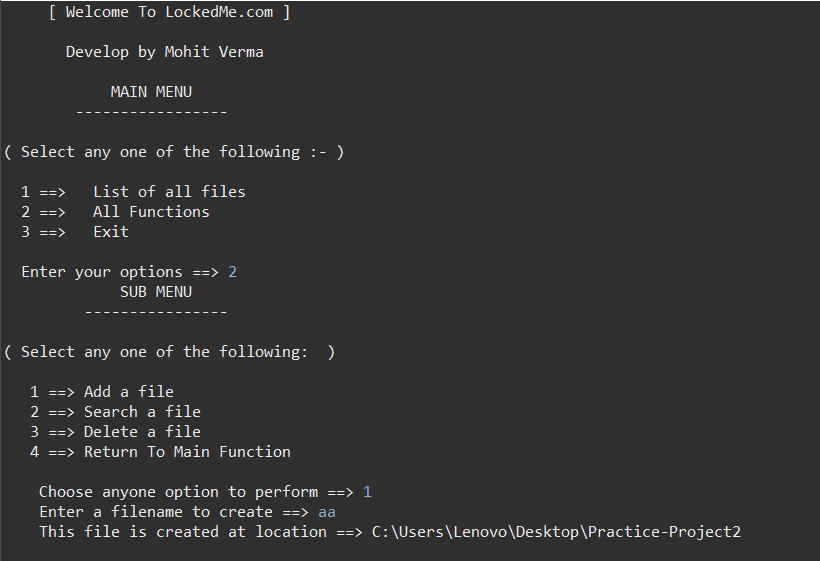 [ Welcome To LockedMe.com ]
Develop by Mohit Verma
MAIN MENU
-----------------
( Select any one of the following :- )
1 ==>   List of all files
2 ==>   All Functions
3 ==>   Exit
Enter your options ==> 2
SUB MENU
----------------
( Select any one of the following:  )
1 ==> Add a file
2 ==> Search a file
3 ==> Delete a file
4 ==> Return To Main Function
Choose anyone option to perform ==> 1
Enter a filename to create ==> aa
This file is created at location ==> C:\Users\Lenovo\Desktop\Practice-Project2